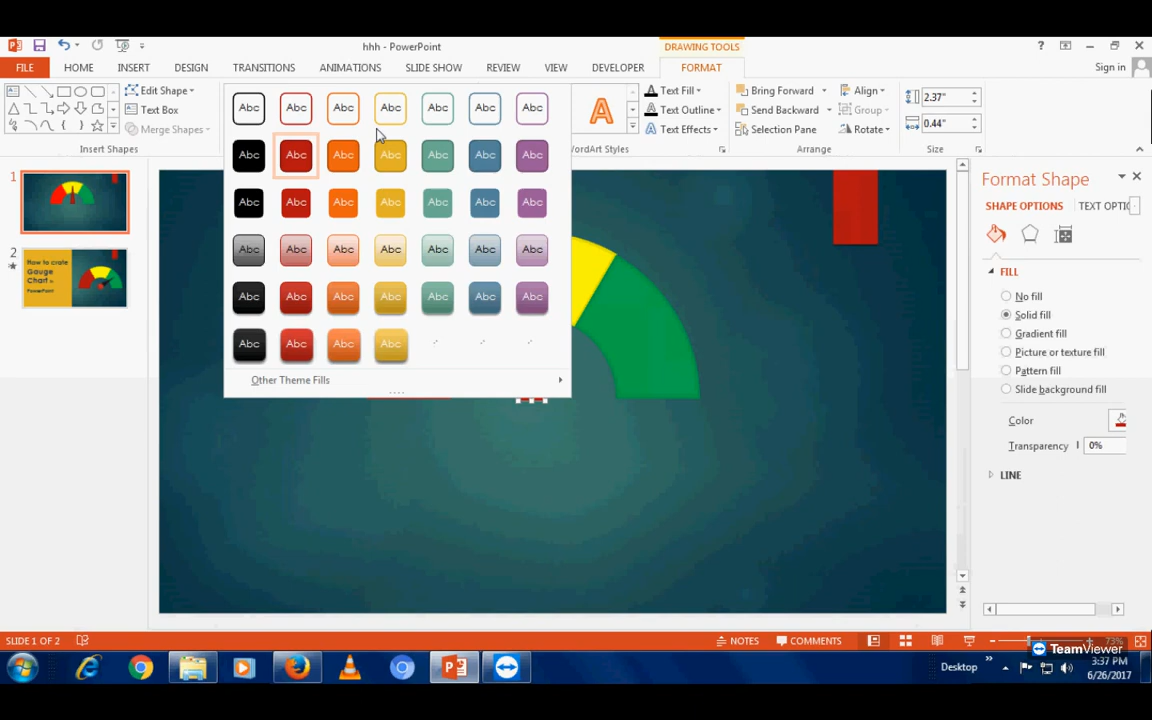 hhh - PowerPoint
DRAWING TOOLS
FILE HOME INSERT DESIGN TRANSITIONS ANIMATIONS SLIDE SHOW REVIEW VIEW DEVELOPER FORMAT
Sign in
Edit Shape
Text Box
Merge Shapes
Insert Shapes
Abc Abc Abc Abc Abc Abc Abc
Abc Abc Abc Abc Abc Abc Abc
Abc Abc Abc Abc Abc Abc Abc
Abc Abc Abc Abc Abc Abc Abc
Abc Abc Abc Abc Abc Abc Abc
Abc Abc Abc Abc
Other Theme Fills
A
Text Fill
Text Outline
Text Effects
WordArt Styles
Bring Forward
Send Backward
Selection Pane
Align
Group
Rotate
Arrange
2.37"
0.44"
Size
1
2
How to crate
Gauge
Chart in
PowerPoint
Format Shape
SHAPE OPTIONS TEXT OPTIO
FILL
No fill
Solid fill
Gradient fill
Picture or texture fill
Pattern fill
Slide background fill
Color
Transparency 0%
LINE
SLIDE 1 OF 2
NOTES COMMENTS 73%
TeamViewer
Desktop
3:37 PM
6/26/2017